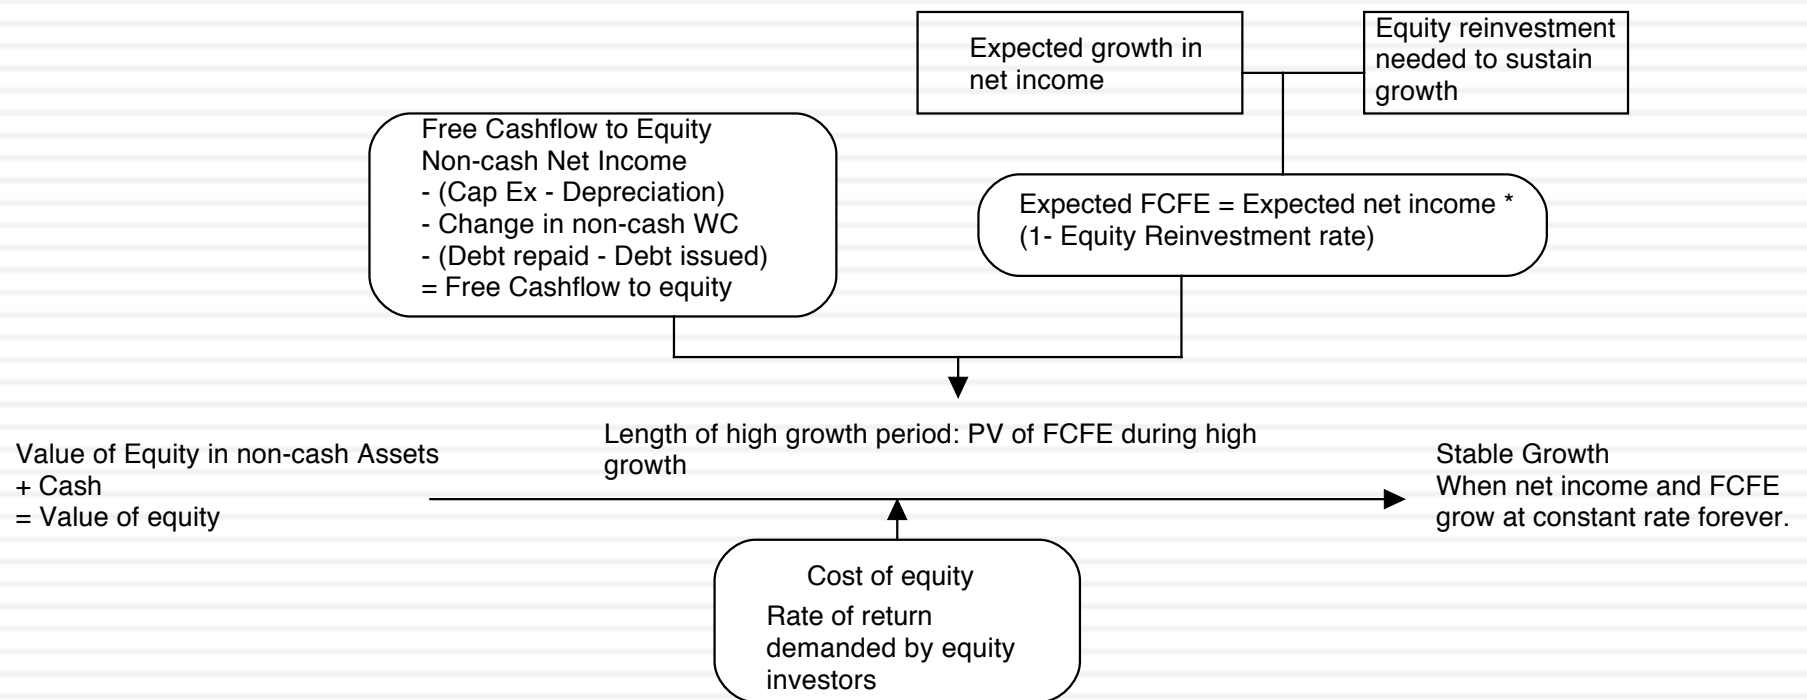 Expected growth in
net income
Equity reinvestment
needed to sustain
growth
Free Cashflow to Equity
Non-cash Net Income
- (Cap Ex - Depreciation)
- Change in non-cash WC
- (Debt repaid - Debt issued)
= Free Cashflow to equity
Expected FCFE = Expected net income *
(1- Equity Reinvestment rate)
Length of high growth period: PV of FCFE during high
growth
Value of Equity in non-cash Assets
+ Cash
= Value of equity
Stable Growth
When net income and FCFE
grow at constant rate forever.
Cost of equity
Rate of return
demanded by equity
investors